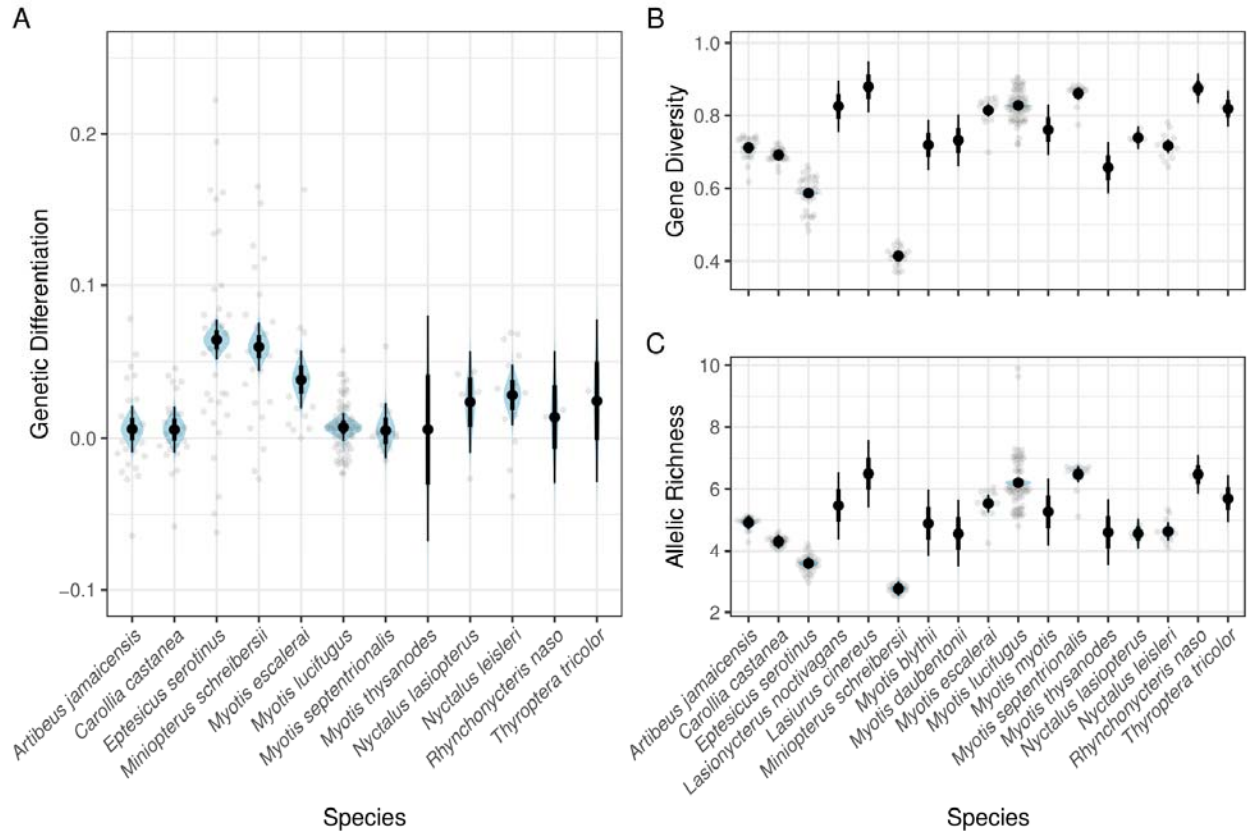 A
Genetic Differentiation
0.2
0.1
0.0
−0.1
Artibeus jamaicensis
Carollia castanea
Eptesicus serotinus
Miniopterus schreibersii
Myotis escalerai
Myotis lucifugus
Myotis septentrionalis
Myotis thysanodes
Nyctalus lasiopterus
Nyctalus leisleri
Rhynchonycteris naso
Thyroptera tricolor
Species
B
Gene Diversity
1.0
0.8
0.6
0.4
C
Allelic Richness
10
8
6
4
2
Artibeus jamaicensis
Carollia castanea
Eptesicus serotinus
Lasionycterus noctivagans
Lasiurus cinereus
Miniopterus schreibersii
Myotis blythii
Myotis daubentonii
Myotis escalerai
Myotis lucifugus
Myotis myotis
Myotis septentrionalis
Myotis thysanodes
Nyctalus lasiopterus
Nyctalus leisleri
Rhynchonycteris naso
Thyroptera tricolor
Species